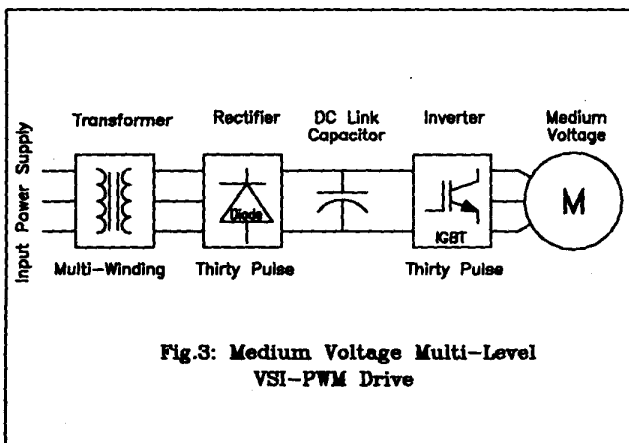 Transformer
Rectifier
DC Link
Capacitor
Inverter
Medium
Voltage
Input Power Supply
Diode
IGBT
M
Multi-Winding
Thirty Pulse
Thirty Pulse
Fig.3: Medium Voltage Multi-Level
VSI-PWM Drive